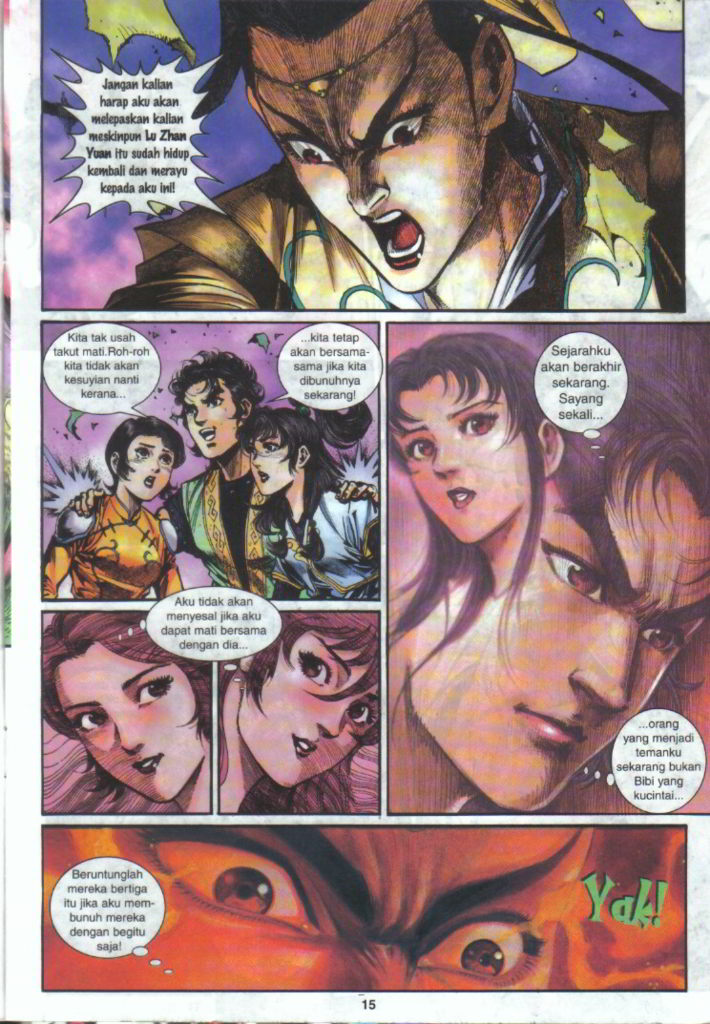 Jangan kalian
harap aku akan
melepaskan kalian
meskinpun Lu Zhan
Yuan itu sudah hidup
kembali dan merayu
kepada aku ini!
Kita tak usah
takut mati.Roh-roh
kita tidak akan
kesuyian nanti
kerana...
...kita tetap
akan bersama-
sama jika kita
dibunuhnya
sekarang!
Sejarahku
akan berakhir
sekarang.
Sayang
sekali...
Aku tidak akan
menyesal jika aku
dapat mati bersama
dengan dia...
...orang
yang menjadi
temanku
sekarang bukan
Bibi yang
kucintai...
Beruntunglah
mereka bertiga
itu jika aku mem-
bunuh mereka
dengan begitu
saja!
Yak!
15